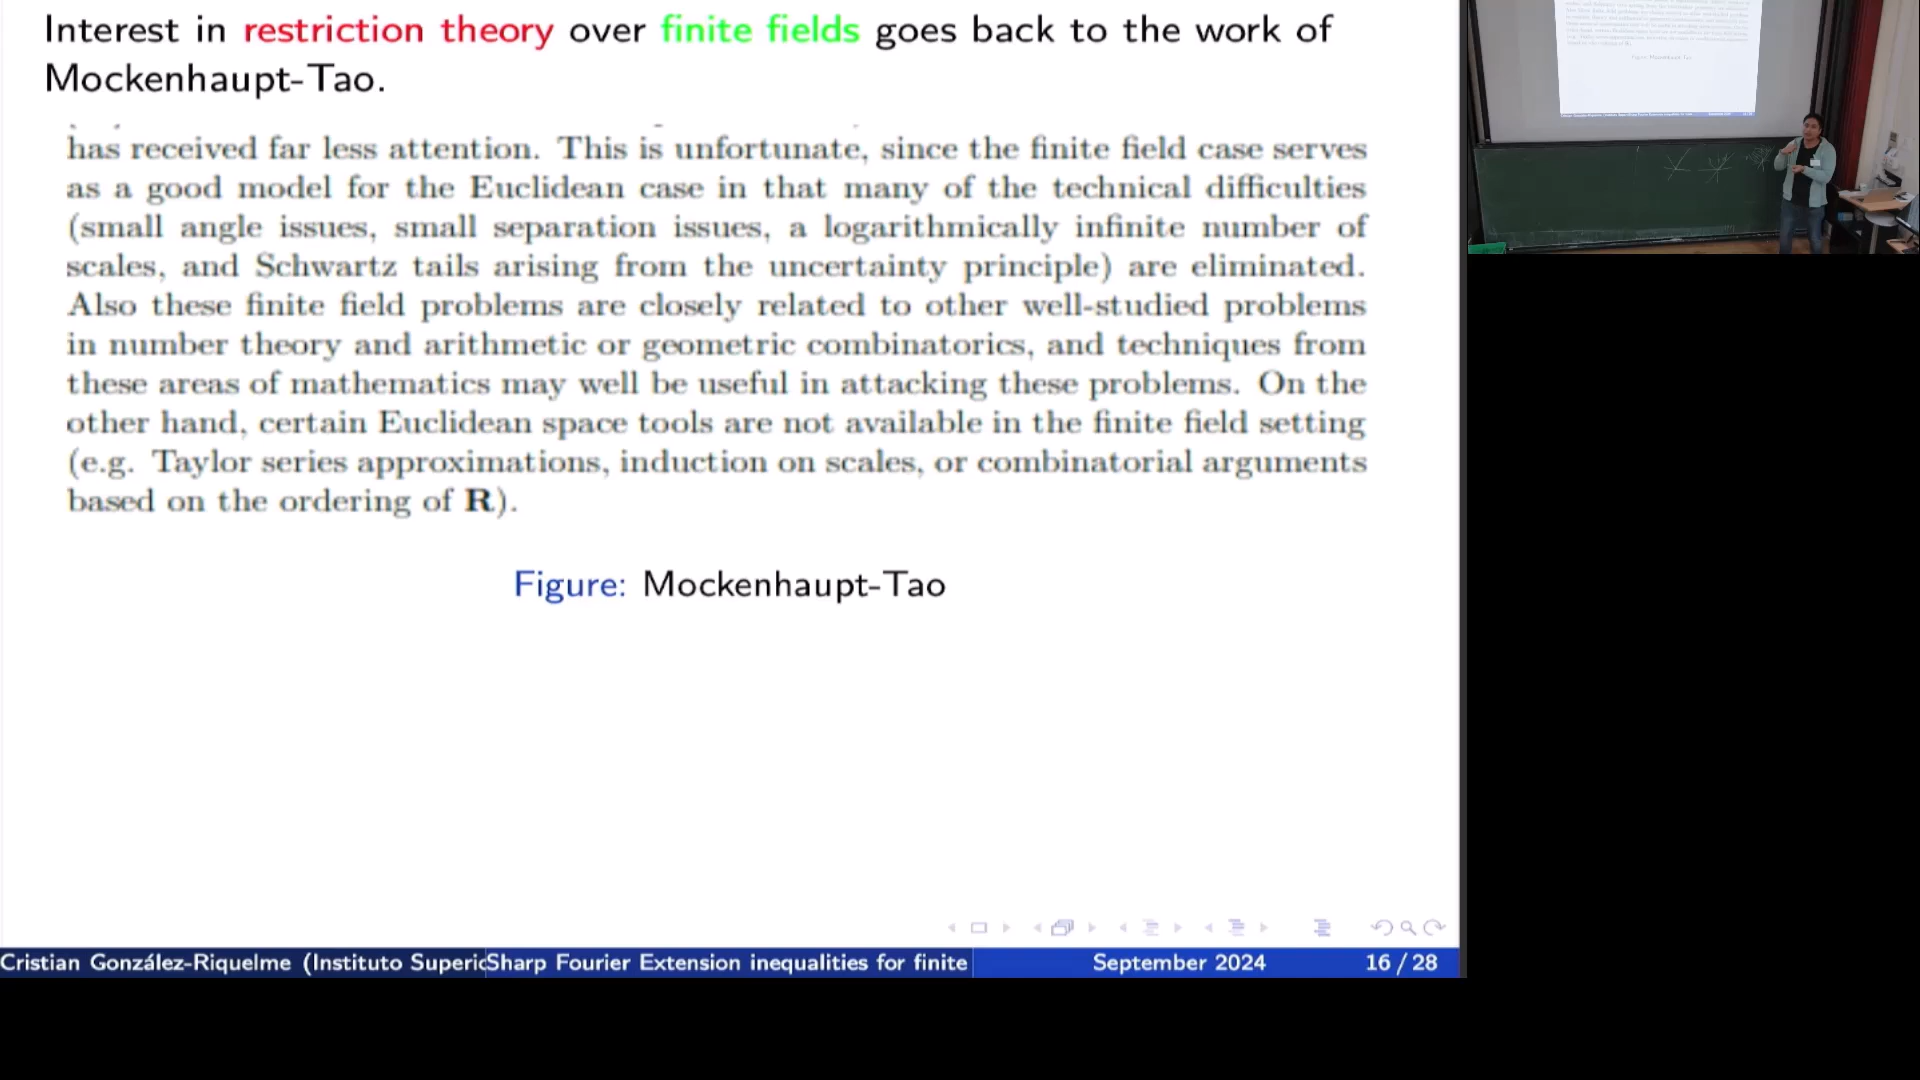 Interest in restriction theory over finite fields goes back to the work of
Mockenhaupt-Tao.
has received far less attention. This is unfortunate, since the finite field case serves
as a good model for the Euclidean case in that many of the technical difficulties
(small angle issues, small separation issues, a logarithmically infinite number of
scales, and Schwartz tails arising from the uncertainty principle) are eliminated.
Also these finite field problems are closely related to other well-studied problems
in number theory and arithmetic or geometric combinatorics, and techniques from
these areas of mathematics may well be useful in attacking these problems. On the
other hand, certain Euclidean space tools are not available in the finite field setting
(e.g. Taylor series approximations, induction on scales, or combinatorial arguments
based on the ordering of R).
Figure: Mockenhaupt-Tao
Cristian González-Riquelme (Instituto Superic Sharp Fourier Extension inequalities for finite September 2024 16 / 28